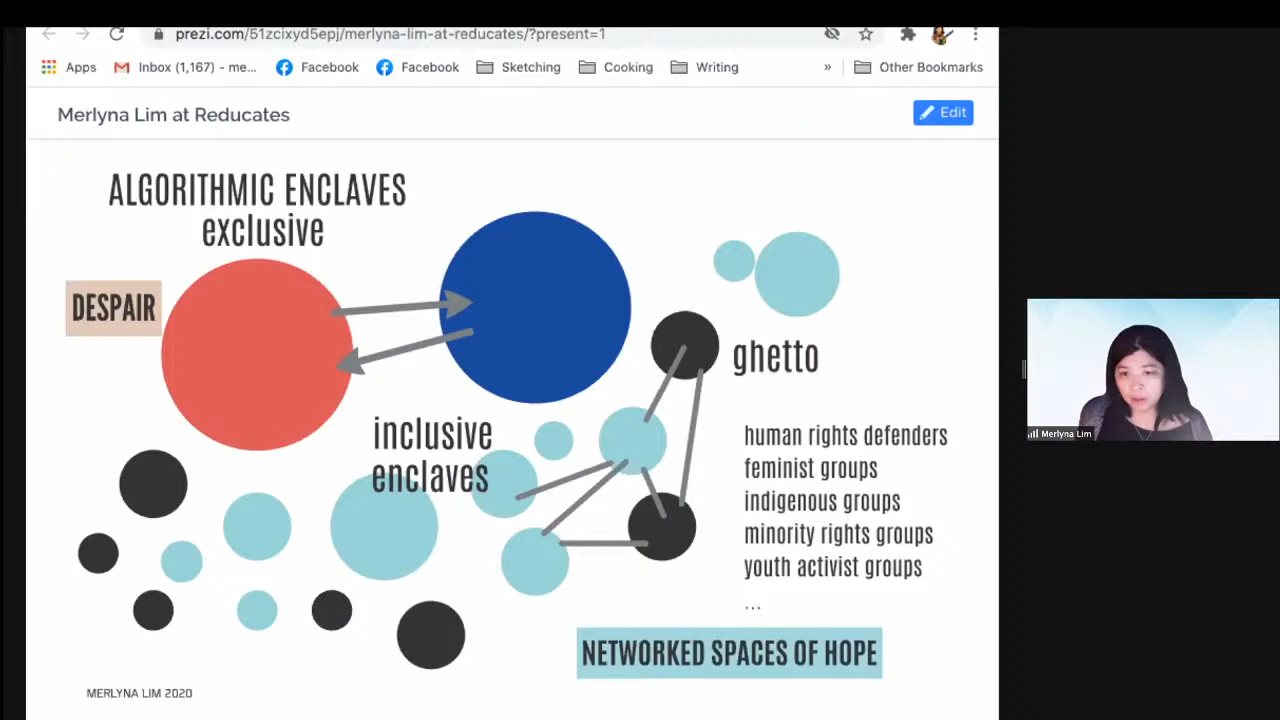 prezi.com/51zcixyd5epj/merlyna-lim-at-reducates/?present=1
Apps
Inbox (1,167) - me...
Facebook
Facebook
Sketching
Cooking
Writing
»
Other Bookmarks
Merlyna Lim at Reducates
Edit
ALGORITHMIC ENCLAVES
exclusive
DESPAIR
ghetto
inclusive
enclaves
human rights defenders
feminist groups
indigenous groups
minority rights groups
youth activist groups
...
NETWORKED SPACES OF HOPE
MERLYNA LIM 2020
Merlyna Lim